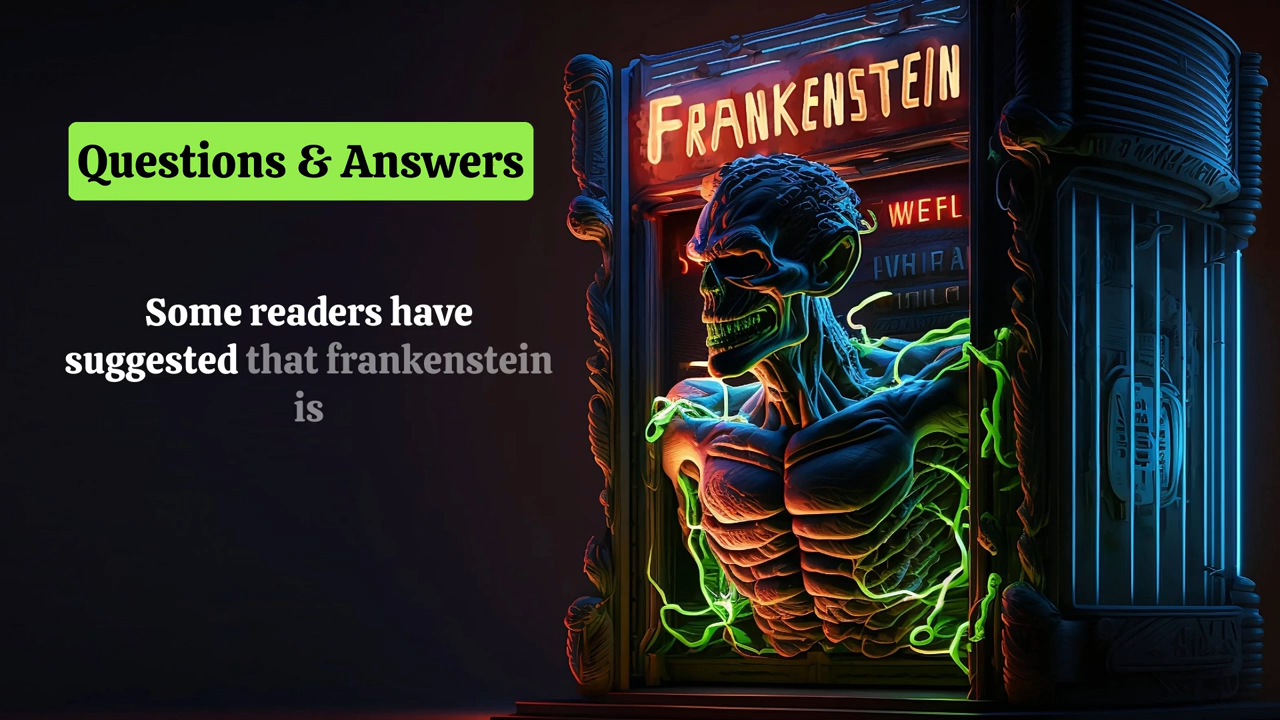 Questions & Answers
Some readers have
suggested that frankenstein
is
FRANKENSTEIN
WEFL